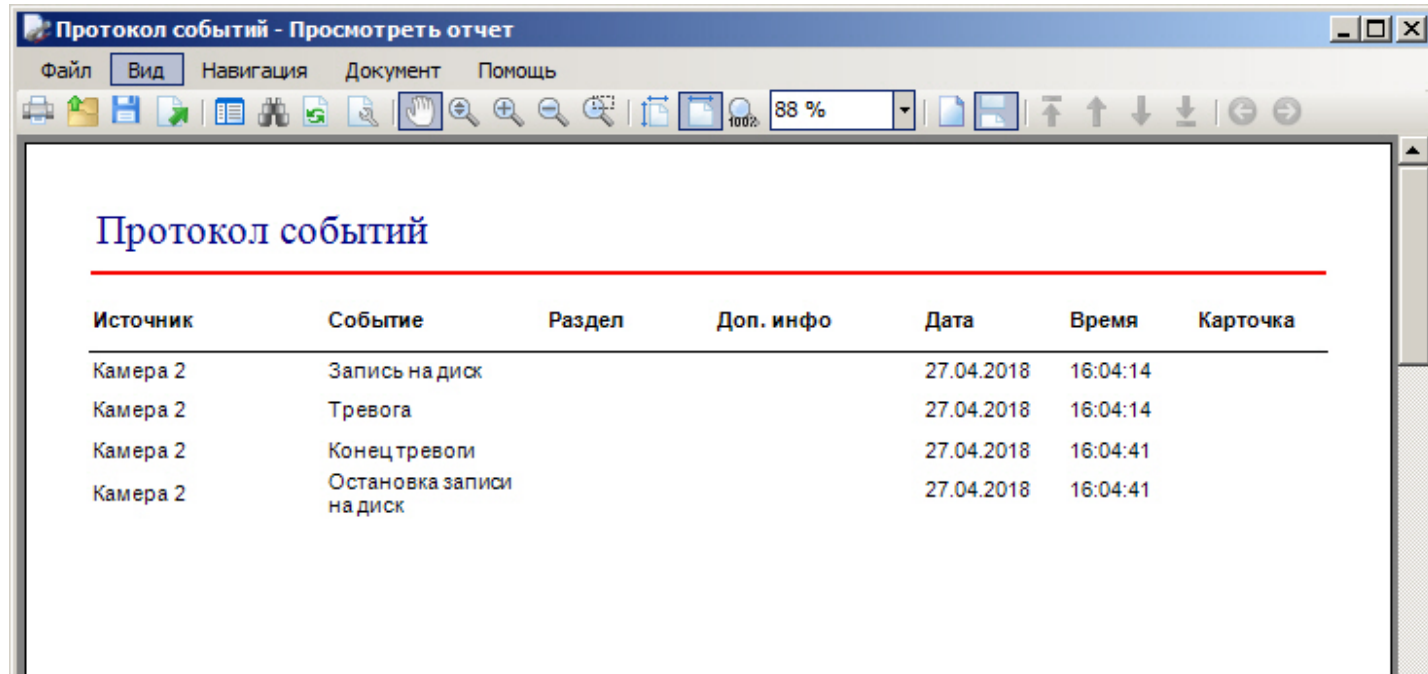 Протокол событий - Просмотреть отчет
Файл Вид Навигация Документ Помощь
100% 88 %
Протокол событий
Источник Событие Раздел Доп. инфо Дата Время Карточка
Камера 2 Запись на диск 27.04.2018 16:04:14
Камера 2 Тревога 27.04.2018 16:04:14
Камера 2 Конец тревоги 27.04.2018 16:04:41
Камера 2 Остановка записи 27.04.2018 16:04:41
на диск